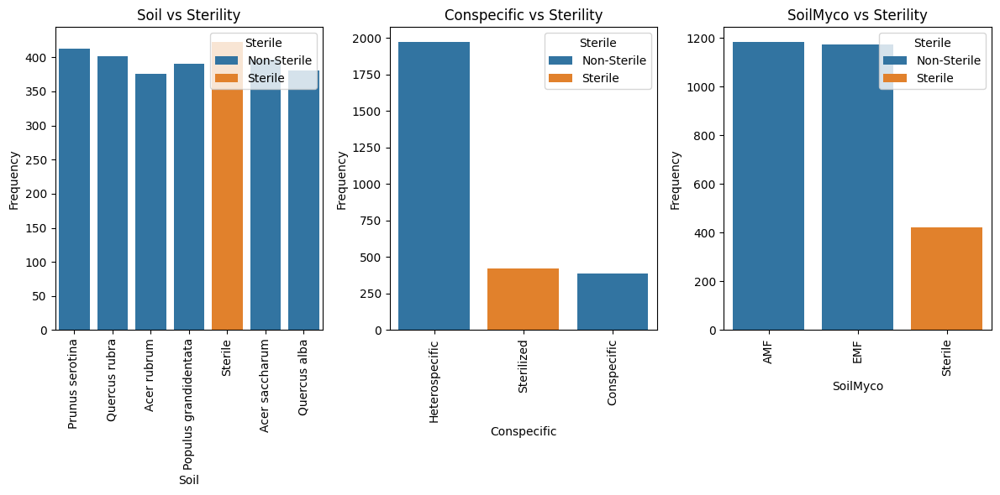 Soil vs Sterility
Frequency
400
350
300
250
200
150
100
50
0
Sterile
Non-Sterile
Sterile
Prunus serotina
Quercus rubra
Acer rubrum
Populus grandidentata
Sterile
Acer saccharum
Quercus alba
Soil
Conspecific vs Sterility
Frequency
2000
1750
1500
1250
1000
750
500
250
0
Sterile
Non-Sterile
Sterile
Heterospecific
Sterilized
Conspecific
Conspecific
SoilMyco vs Sterility
Frequency
1200
1000
800
600
400
200
0
Sterile
Non-Sterile
Sterile
AMF
EMF
Sterile
SoilMyco